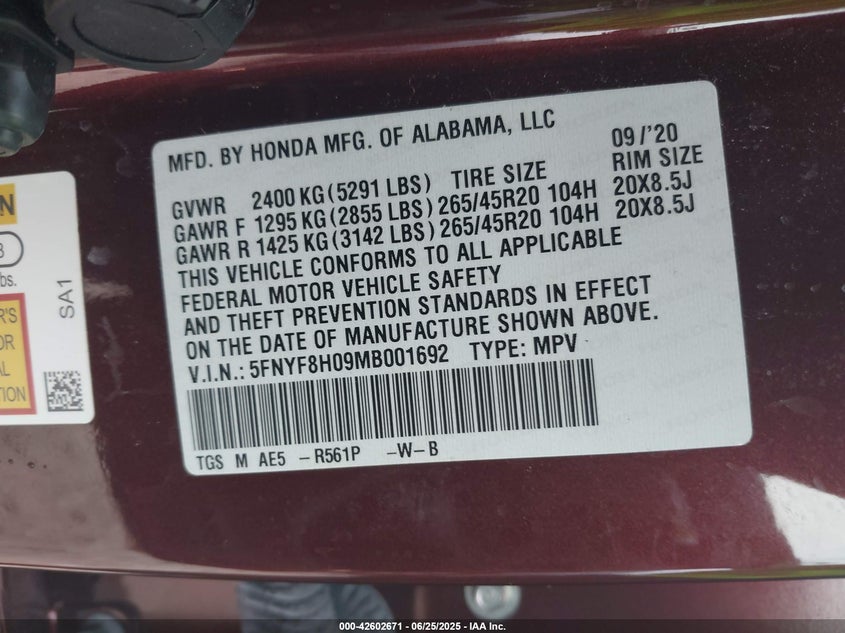 MFD. BY HONDA MFG. OF ALABAMA, LLC 09/'20
GVWR 2400 KG (5291 LBS) TIRE SIZE RIM SIZE
GAWR F 1295 KG (2855 LBS) 265/45R20 104H 20X8.5J
GAWR R 1425 KG (3142 LBS) 265/45R20 104H 20X8.5J
THIS VEHICLE CONFORMS TO ALL APPLICABLE
FEDERAL MOTOR VEHICLE SAFETY
AND THEFT PREVENTION STANDARDS IN EFFECT
ON THE DATE OF MANUFACTURE SHOWN ABOVE.
V.I.N.: 5FNYF8H09MB001692 TYPE: MPV
TGS M AE5 -R561P -W-B
SA1
000-42602671 - 06/25/2025 - IAA Inc.